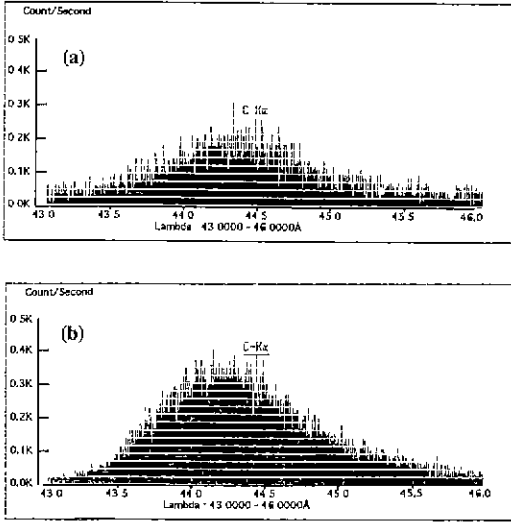 Count/Second
0.5K
(a)
0.4K
0.3K
C-Kα
0.2K
0.1K
0.0K
43.0 43.5 44.0 44.5 45.0 45.5 46.0
Lambda · 43.0000 - 46.0000Å
Count/Second
0.5K
(b)
0.4K
C-Kα
0.3K
0.2K
0.1K
0.0K
43.0 43.5 44.0 44.5 45.0 45.5 46.0
Lambda · 43.0000 - 46.0000Å